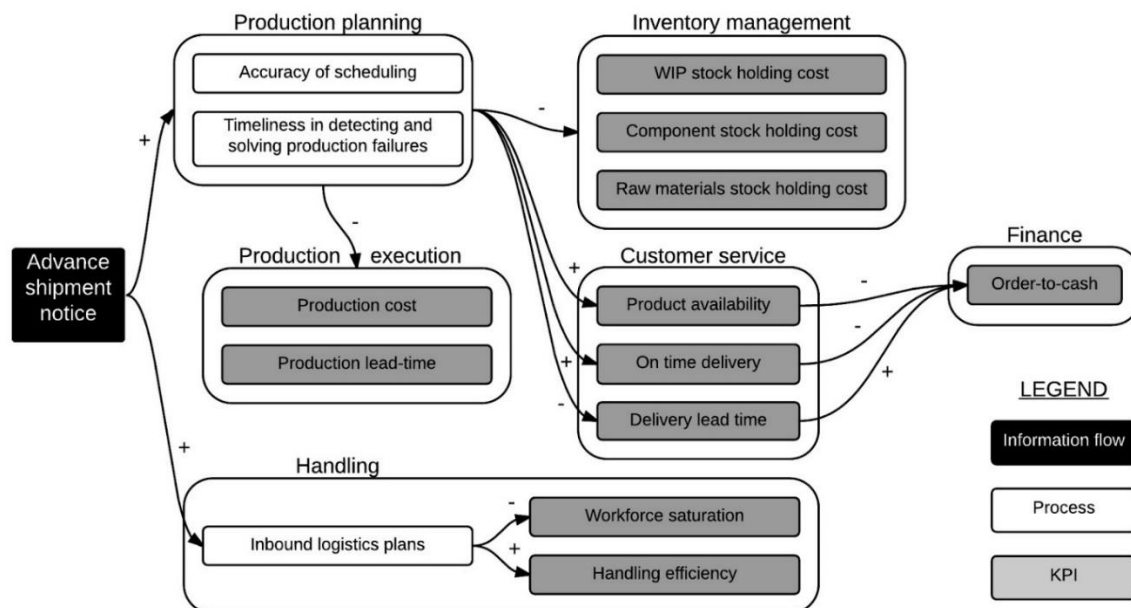 Production planning
Accuracy of scheduling
Timeliness in detecting and
solving production failures
+
-
-
Inventory management
WIP stock holding cost
Component stock holding cost
Raw materials stock holding cost
Advance
shipment
notice
Production execution
Production cost
Production lead-time
+
+
-
Customer service
Product availability
On time delivery
Delivery lead time
-
-
+
Finance
Order-to-cash
+
Handling
Inbound logistics plans
-
+
Workforce saturation
Handling efficiency
LEGEND
Information flow
Process
KPI